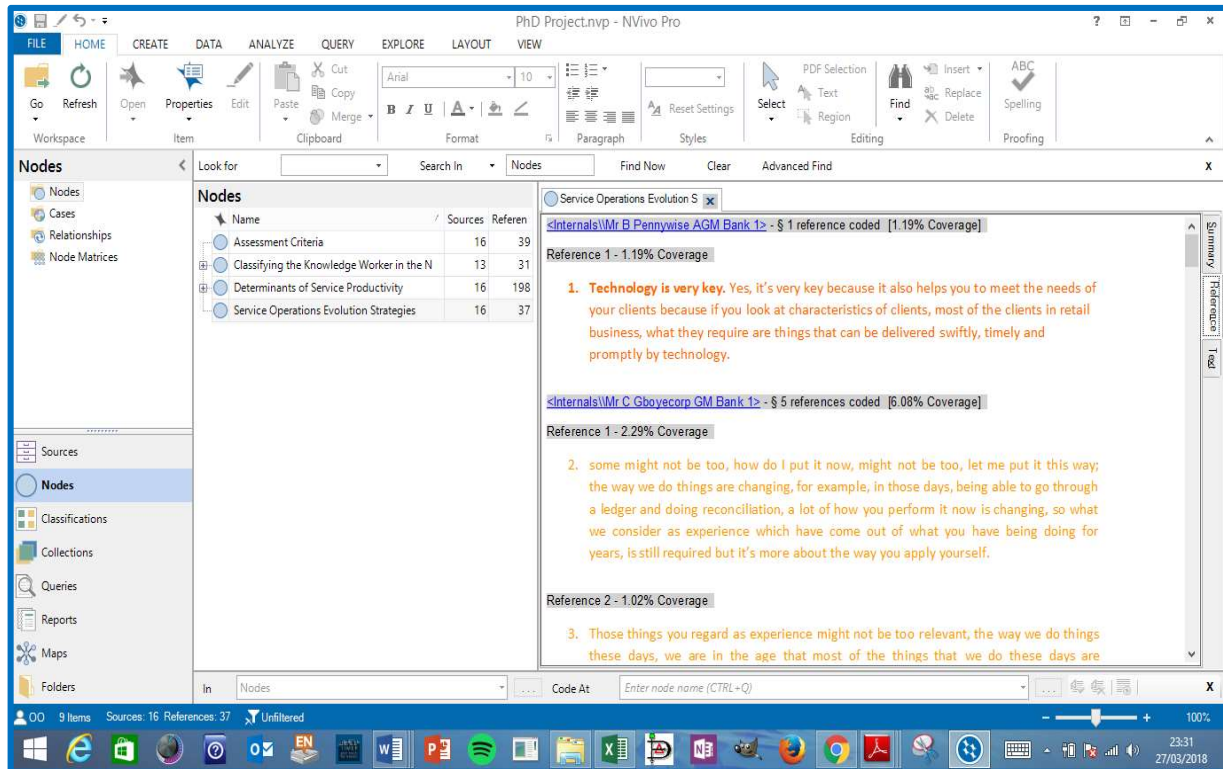 PhD Project.nvp - NVivo Pro
FILE HOME CREATE DATA ANALYZE QUERY EXPLORE LAYOUT VIEW
Go Refresh Open Properties Edit Paste Cut Copy Merge
Arial 10
B I U A
Reset Settings
Select PDF Selection Text Region Find Insert Replace Delete
ABC Spelling
Workspace Item Clipboard Format Paragraph Styles Editing Proofing
Nodes
Look for Search In Nodes Find Now Clear Advanced Find X
Nodes
Cases
Relationships
Node Matrices
Sources
Nodes
Classifications
Collections
Queries
Reports
Maps
Folders
Nodes
Name Sources Referen
Assessment Criteria 16 39
Classifying the Knowledge Worker in the N 13 31
Determinants of Service Productivity 16 198
Service Operations Evolution Strategies 16 37
Service Operations Evolution S
<Internals\\Mr B Pennywise AGM Bank 1> - § 1 reference coded [1.19% Coverage]
Reference 1 - 1.19% Coverage
1. Technology is very key. Yes, it's very key because it also helps you to meet the needs of
your clients because if you look at characteristics of clients, most of the clients in retail
business, what they require are things that can be delivered swiftly, timely and
promptly by technology.
<Internals\\Mr C Gboyecorp GM Bank 1> - § 5 references coded [6.08% Coverage]
Reference 1 - 2.29% Coverage
2. some might not be too, how do I put it now, might not be too, let me put it this way;
the way we do things are changing, for example, in those days, being able to go through
a ledger and doing reconciliation, a lot of how you perform it now is changing, so what
we consider as experience which have come out of what you have being doing for
years, is still required but it's more about the way you apply yourself.
Reference 2 - 1.02% Coverage
3. Those things you regard as experience might not be too relevant, the way we do things
these days, we are in the age that most of the things that we do these days are
Summary
Reference
Text
In Nodes ... Code At Enter node name (CTRL+Q) ... X
OO 9 Items Sources: 16 References: 37 Unfiltered 100%
EN
23:31
27/03/2018